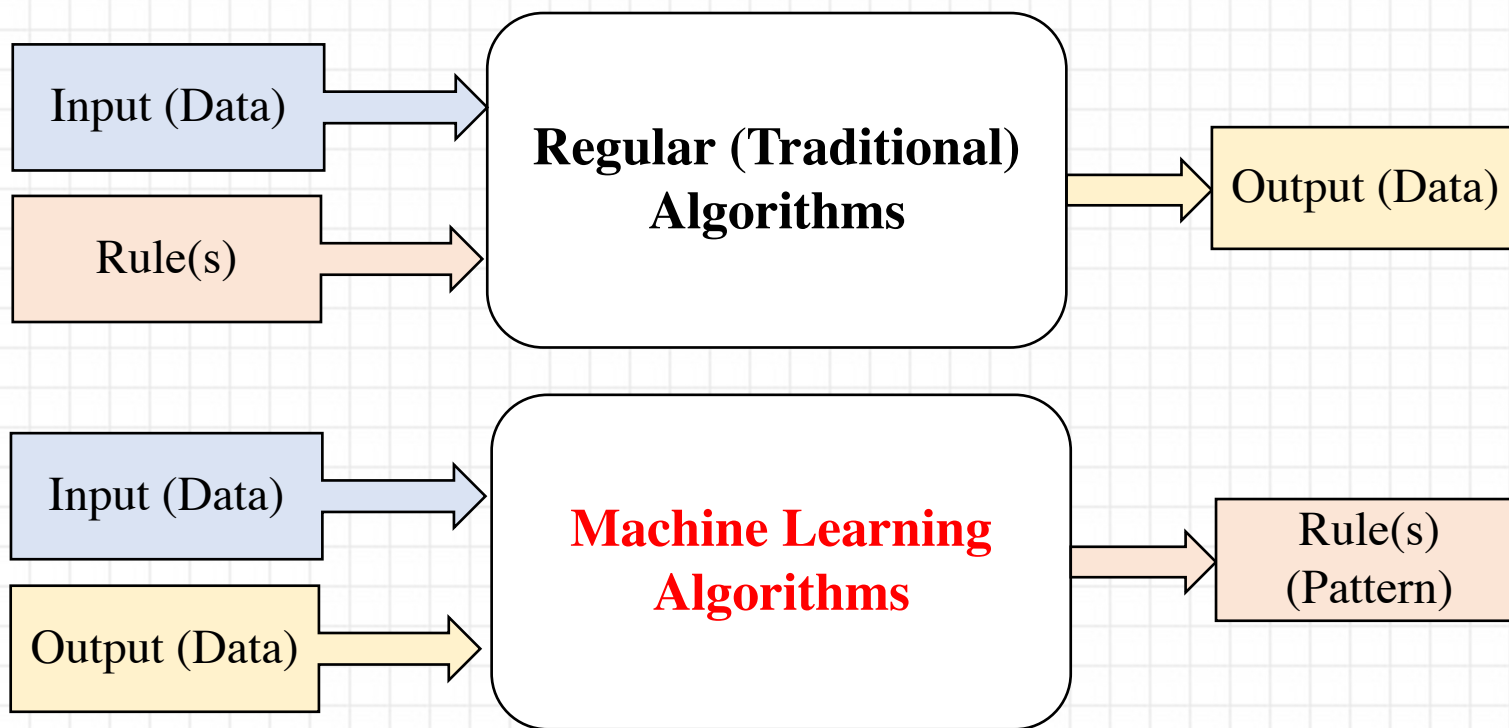 Input (Data)
Rule(s)
Regular (Traditional)
Algorithms
Output (Data)
Input (Data)
Output (Data)
Machine Learning
Algorithms
Rule(s)
(Pattern)